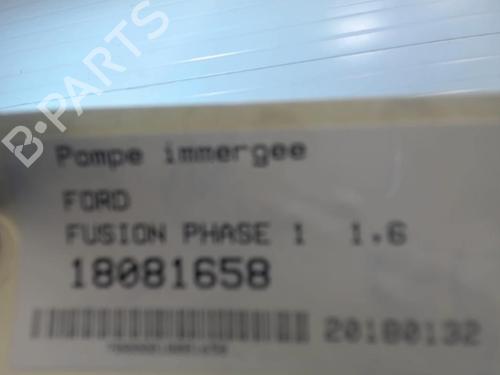 B-PARTS
Pompe immergee
FORD
FUSION PHASE 1 1.6
18081658
20180132